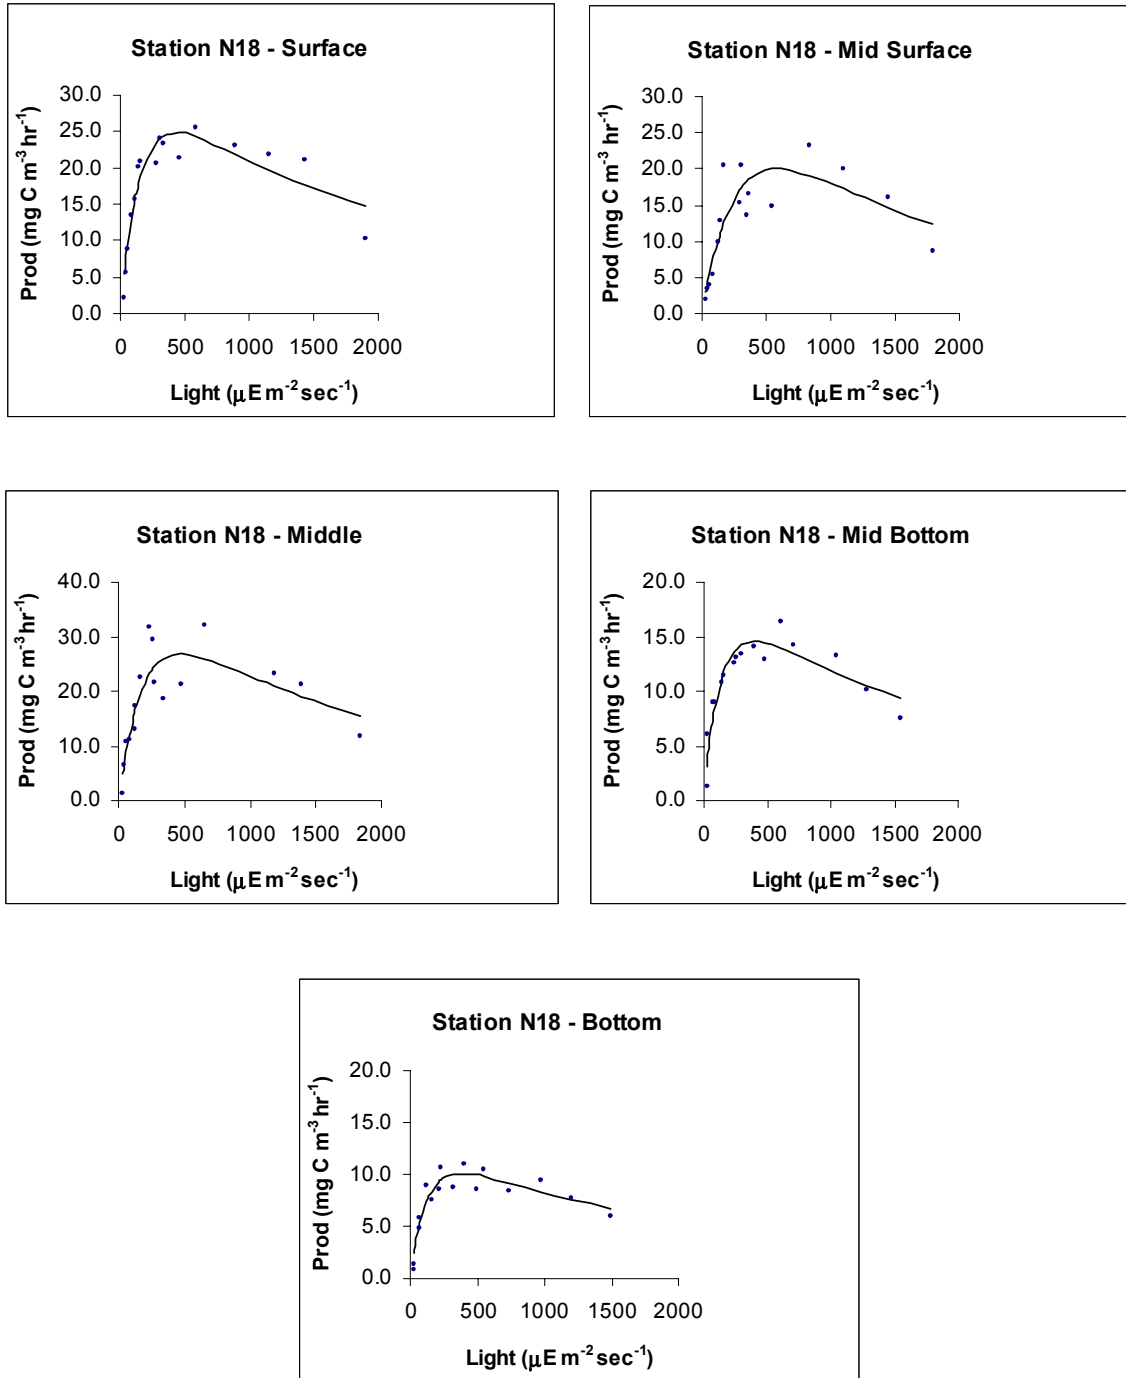 Station N18 - Surface
Prod (mg C m⁻³ hr⁻¹)
30.0
25.0
20.0
15.0
10.0
5.0
0.0
0 500 1000 1500 2000
Light (µE m⁻² sec⁻¹)
Station N18 - Mid Surface
Prod (mg C m⁻³ hr⁻¹)
30.0
25.0
20.0
15.0
10.0
5.0
0.0
0 500 1000 1500 2000
Light (µE m⁻² sec⁻¹)
Station N18 - Middle
Prod (mg C m⁻³ hr⁻¹)
40.0
30.0
20.0
10.0
0.0
0 500 1000 1500 2000
Light (µE m⁻² sec⁻¹)
Station N18 - Mid Bottom
Prod (mg C m⁻³ hr⁻¹)
20.0
15.0
10.0
5.0
0.0
0 500 1000 1500 2000
Light (µE m⁻² sec⁻¹)
Station N18 - Bottom
Prod (mg C m⁻³ hr⁻¹)
20.0
15.0
10.0
5.0
0.0
0 500 1000 1500 2000
Light (µE m⁻² sec⁻¹)